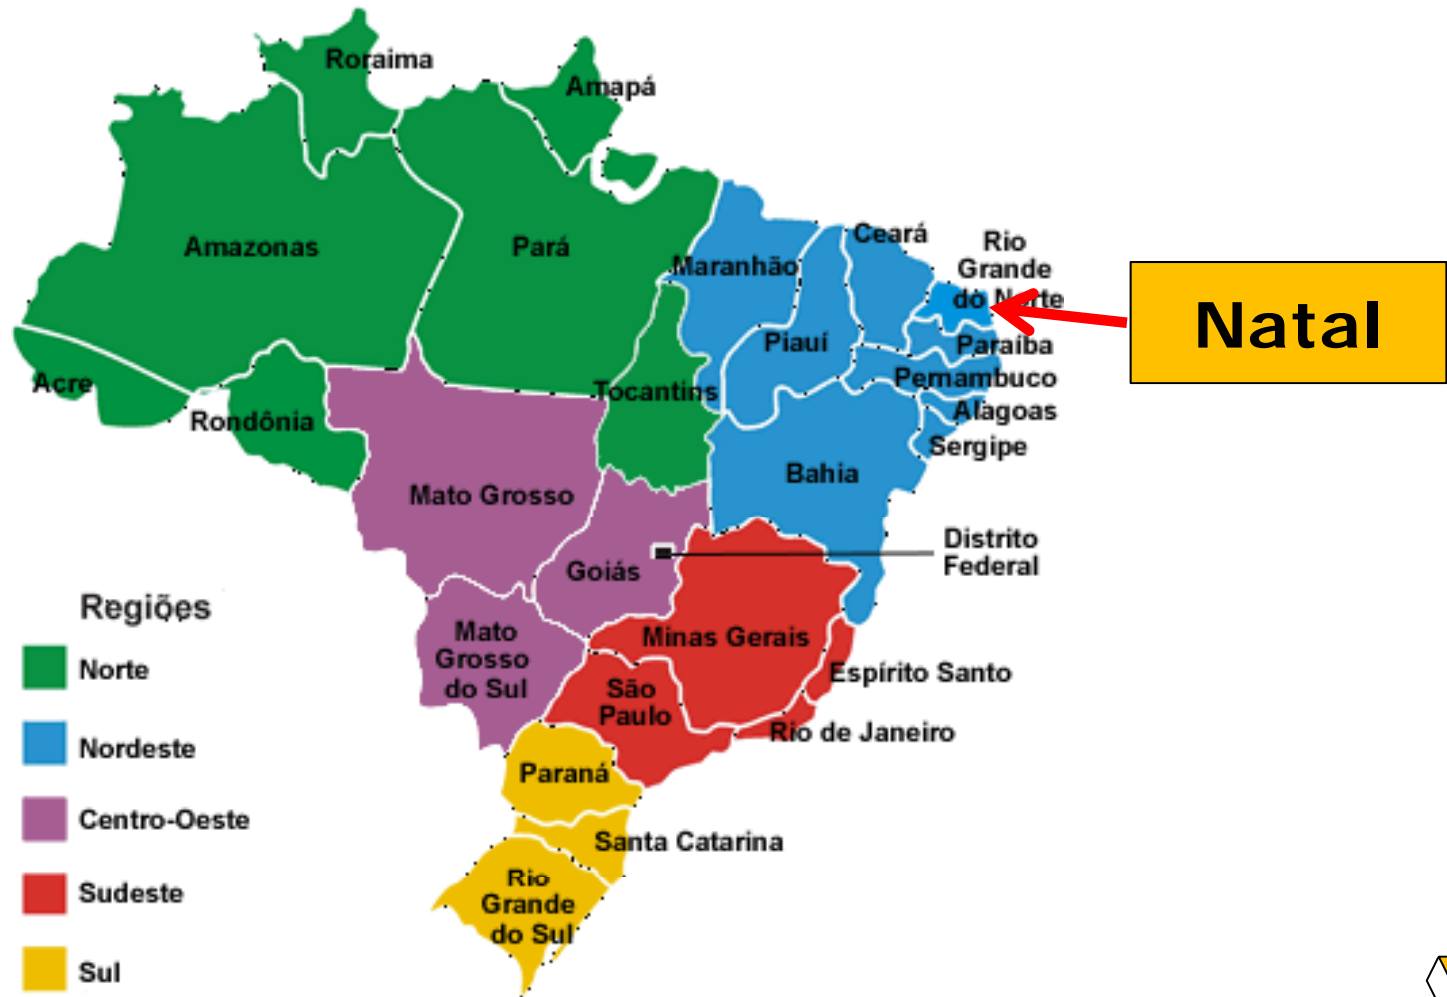 Roraima
Amapá
Amazonas
Pará
Maranhão
Ceará
Rio
Grande
do Norte
Natal
Piauí
Paraíba
Pernambuco
Alagoas
Sergipe
Acre
Rondônia
Tocantins
Bahia
Mato Grosso
Distrito
Federal
Goiás
Mato
Grosso
do Sul
Minas Gerais
Espírito Santo
São
Paulo
Rio de Janeiro
Paraná
Santa Catarina
Rio
Grande
do Sul
Regiões
Norte
Nordeste
Centro-Oeste
Sudeste
Sul